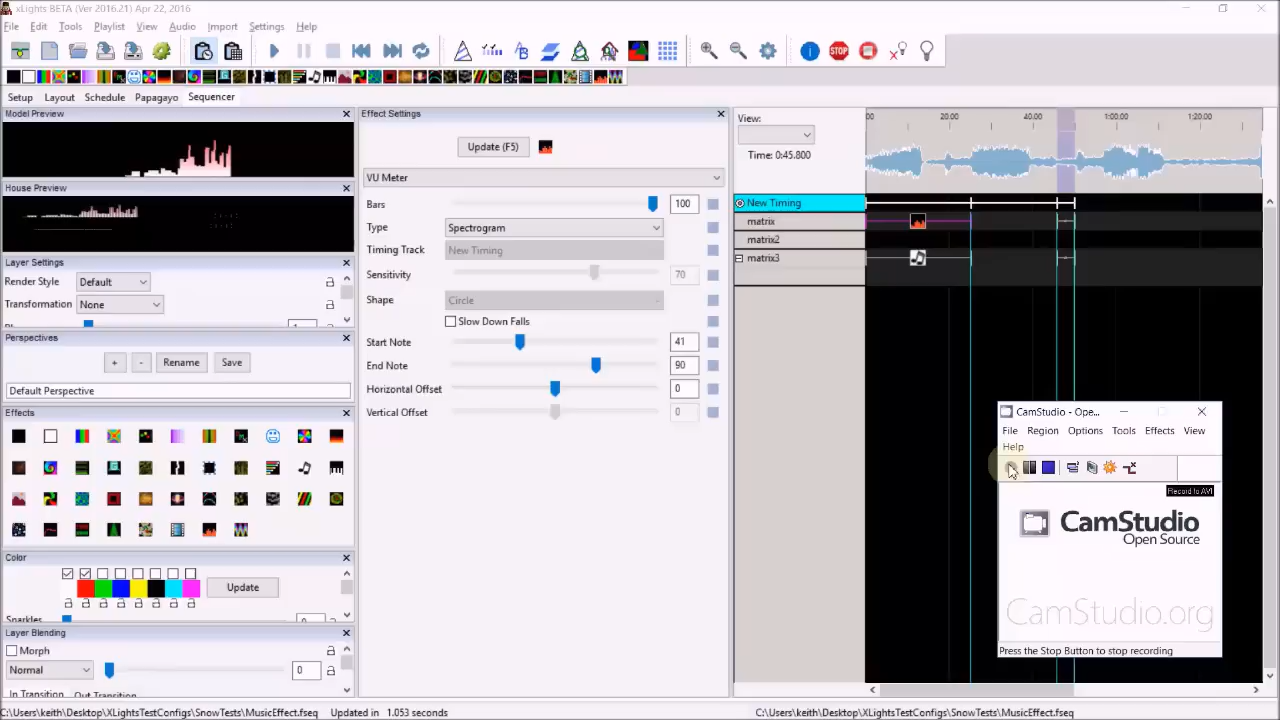 xLights BETA (Ver 2016.21) Apr 22, 2016
File Edit Tools Playlist View Audio Import Settings Help
Setup Layout Schedule Papagayo Sequencer
Model Preview
House Preview
Layer Settings
Render Style Default
Transformation None
Perspectives
+ - Rename Save
Default Perspective
Effects
Color
Update
Sparkles
Layer Blending
Morph
Normal 0
In Transition Out Transition
Effect Settings
Update (F5)
VU Meter
Bars 100
Type Spectrogram
Timing Track New Timing
Sensitivity 70
Shape Circle
Slow Down Falls
Start Note 41
End Note 90
Horizontal Offset 0
Vertical Offset 0
View:
Time: 0:45.800
00 20.00 40.00 1:00.00 1:20.00
New Timing
matrix
matrix2
matrix3
CamStudio - Ope...
File Region Options Tools Effects View
Help
Record to AVI
CamStudio
Open Source
CamStudio.org
Press the Stop Button to stop recording
C:\Users\keith\Desktop\XLightsTestConfigs\SnowTests\MusicEffect.fseq Updated in 1.053 seconds
C:\Users\keith\Desktop\XLightsTestConfigs\SnowTests\MusicEffect.fseq